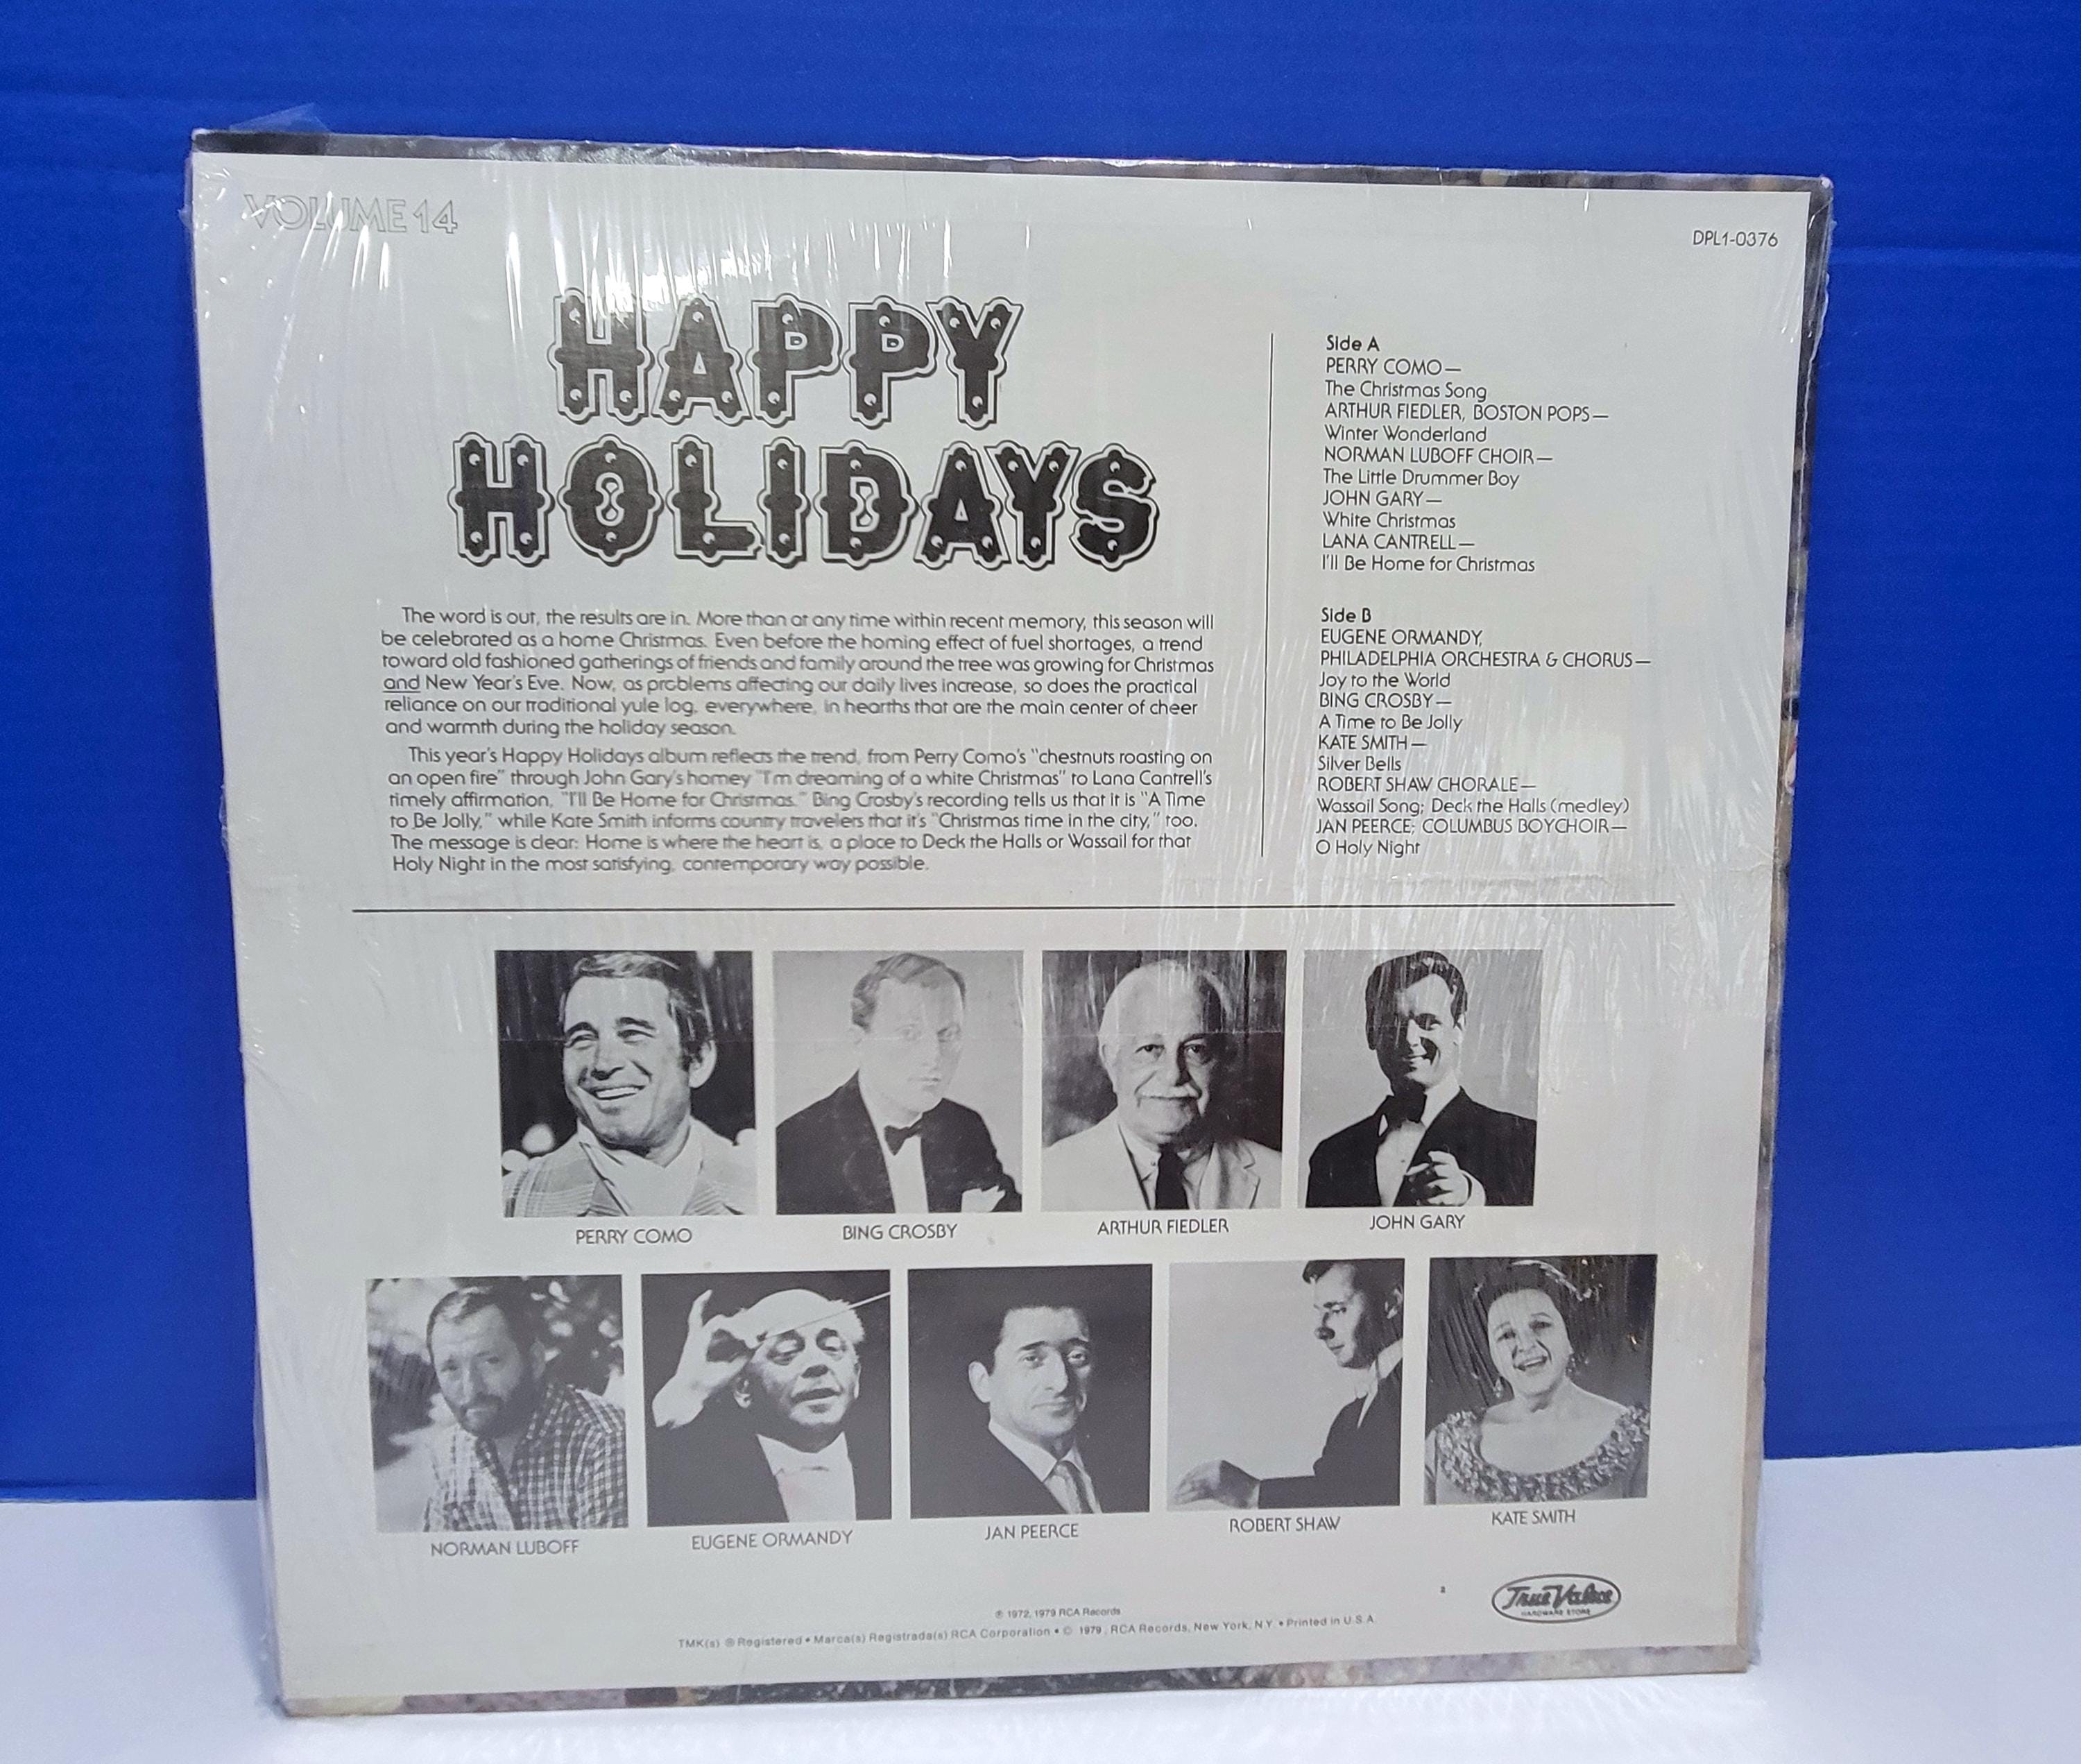 VOLUME 14
DPL1-0376
HAPPY
HOLIDAYS
The word is out, the results are in. More than at any time within recent memory, this season will
be celebrated as a home Christmas. Even before the homing effect of fuel shortages, a trend
toward old fashioned gatherings of friends and family around the tree was growing for Christmas
and New Year's Eve. Now, as problems affecting our daily lives increase, so does the practical
reliance on our traditional yule log, everywhere, in hearths that are the main center of cheer
and warmth during the holiday season.
This year's Happy Holidays album reflects the trend, from Perry Como's "chestnuts roasting on
an open fire" through John Gary's homey "I'm dreaming of a white Christmas" to Lana Cantrell's
timely affirmation, "I'll Be Home for Christmas." Bing Crosby's recording tells us that it is "A Time
to Be Jolly," while Kate Smith informs country travelers that it's "Christmas time in the city," too.
The message is clear: Home is where the heart is, a place to Deck the Halls or Wassail for that
Holy Night in the most satisfying, contemporary way possible.
Side A
PERRY COMO—
The Christmas Song
ARTHUR FIEDLER, BOSTON POPS—
Winter Wonderland
NORMAN LUBOFF CHOIR—
The Little Drummer Boy
JOHN GARY—
White Christmas
LANA CANTRELL—
I'll Be Home for Christmas
Side B
EUGENE ORMANDY,
PHILADELPHIA ORCHESTRA & CHORUS—
Joy to the World
BING CROSBY—
A Time to Be Jolly
KATE SMITH—
Silver Bells
ROBERT SHAW CHORALE—
Wassail Song; Deck the Halls (medley)
JAN PEERCE; COLUMBUS BOYCHOIR—
O Holy Night
PERRY COMO
BING CROSBY
ARTHUR FIEDLER
JOHN GARY
NORMAN LUBOFF
EUGENE ORMANDY
JAN PEERCE
ROBERT SHAW
KATE SMITH
2
True Value
HARDWARE STORE
℗ 1972, 1979 RCA Records
TMK(s) ® Registered • Marca(s) Registrada(s) RCA Corporation • © 1979, RCA Records, New York, N.Y. • Printed in U.S.A.